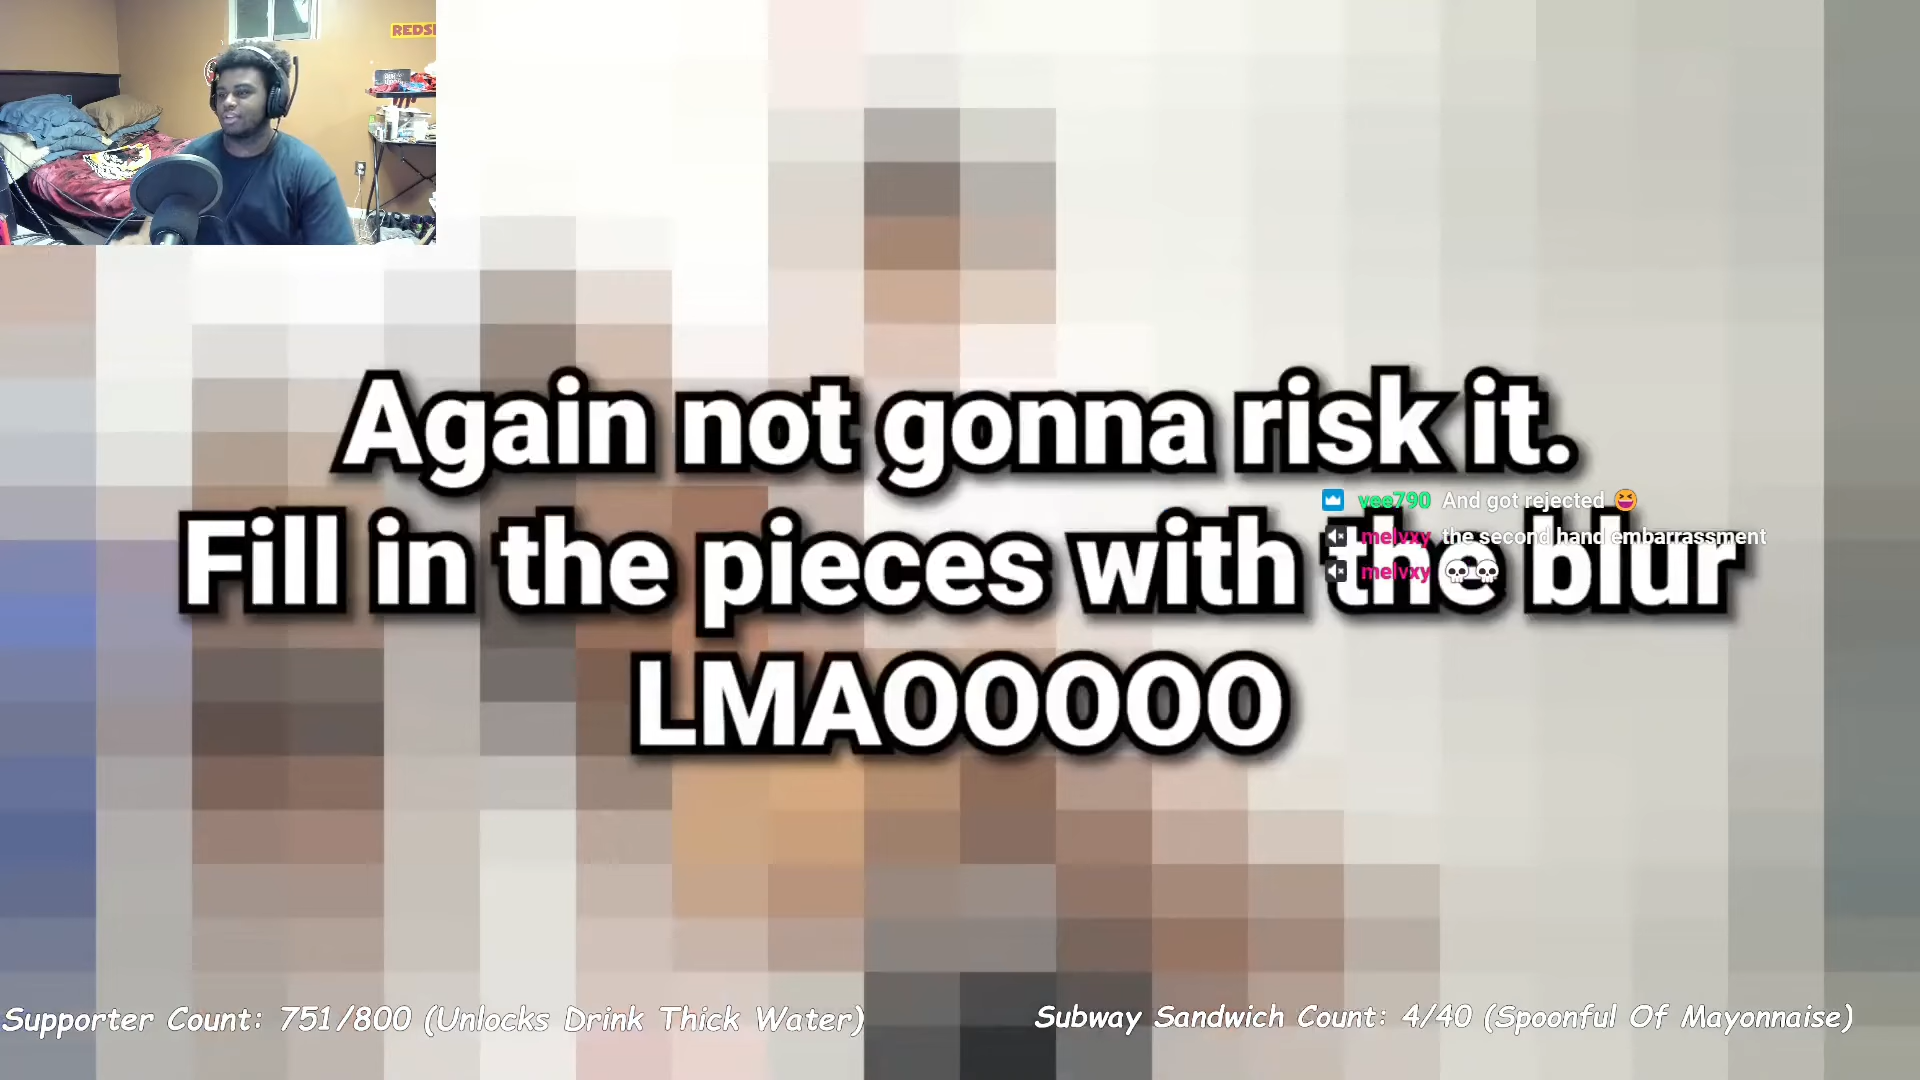 REDS
Again not gonna risk it.
Fill in the pieces with the blur
LMAOOOOO
vee790 And got rejected 😆
melvxy the second hand embarrassment
melvxy 💀💀
Supporter Count: 751/800 (Unlocks Drink Thick Water)
Subway Sandwich Count: 4/40 (Spoonful Of Mayonnaise)